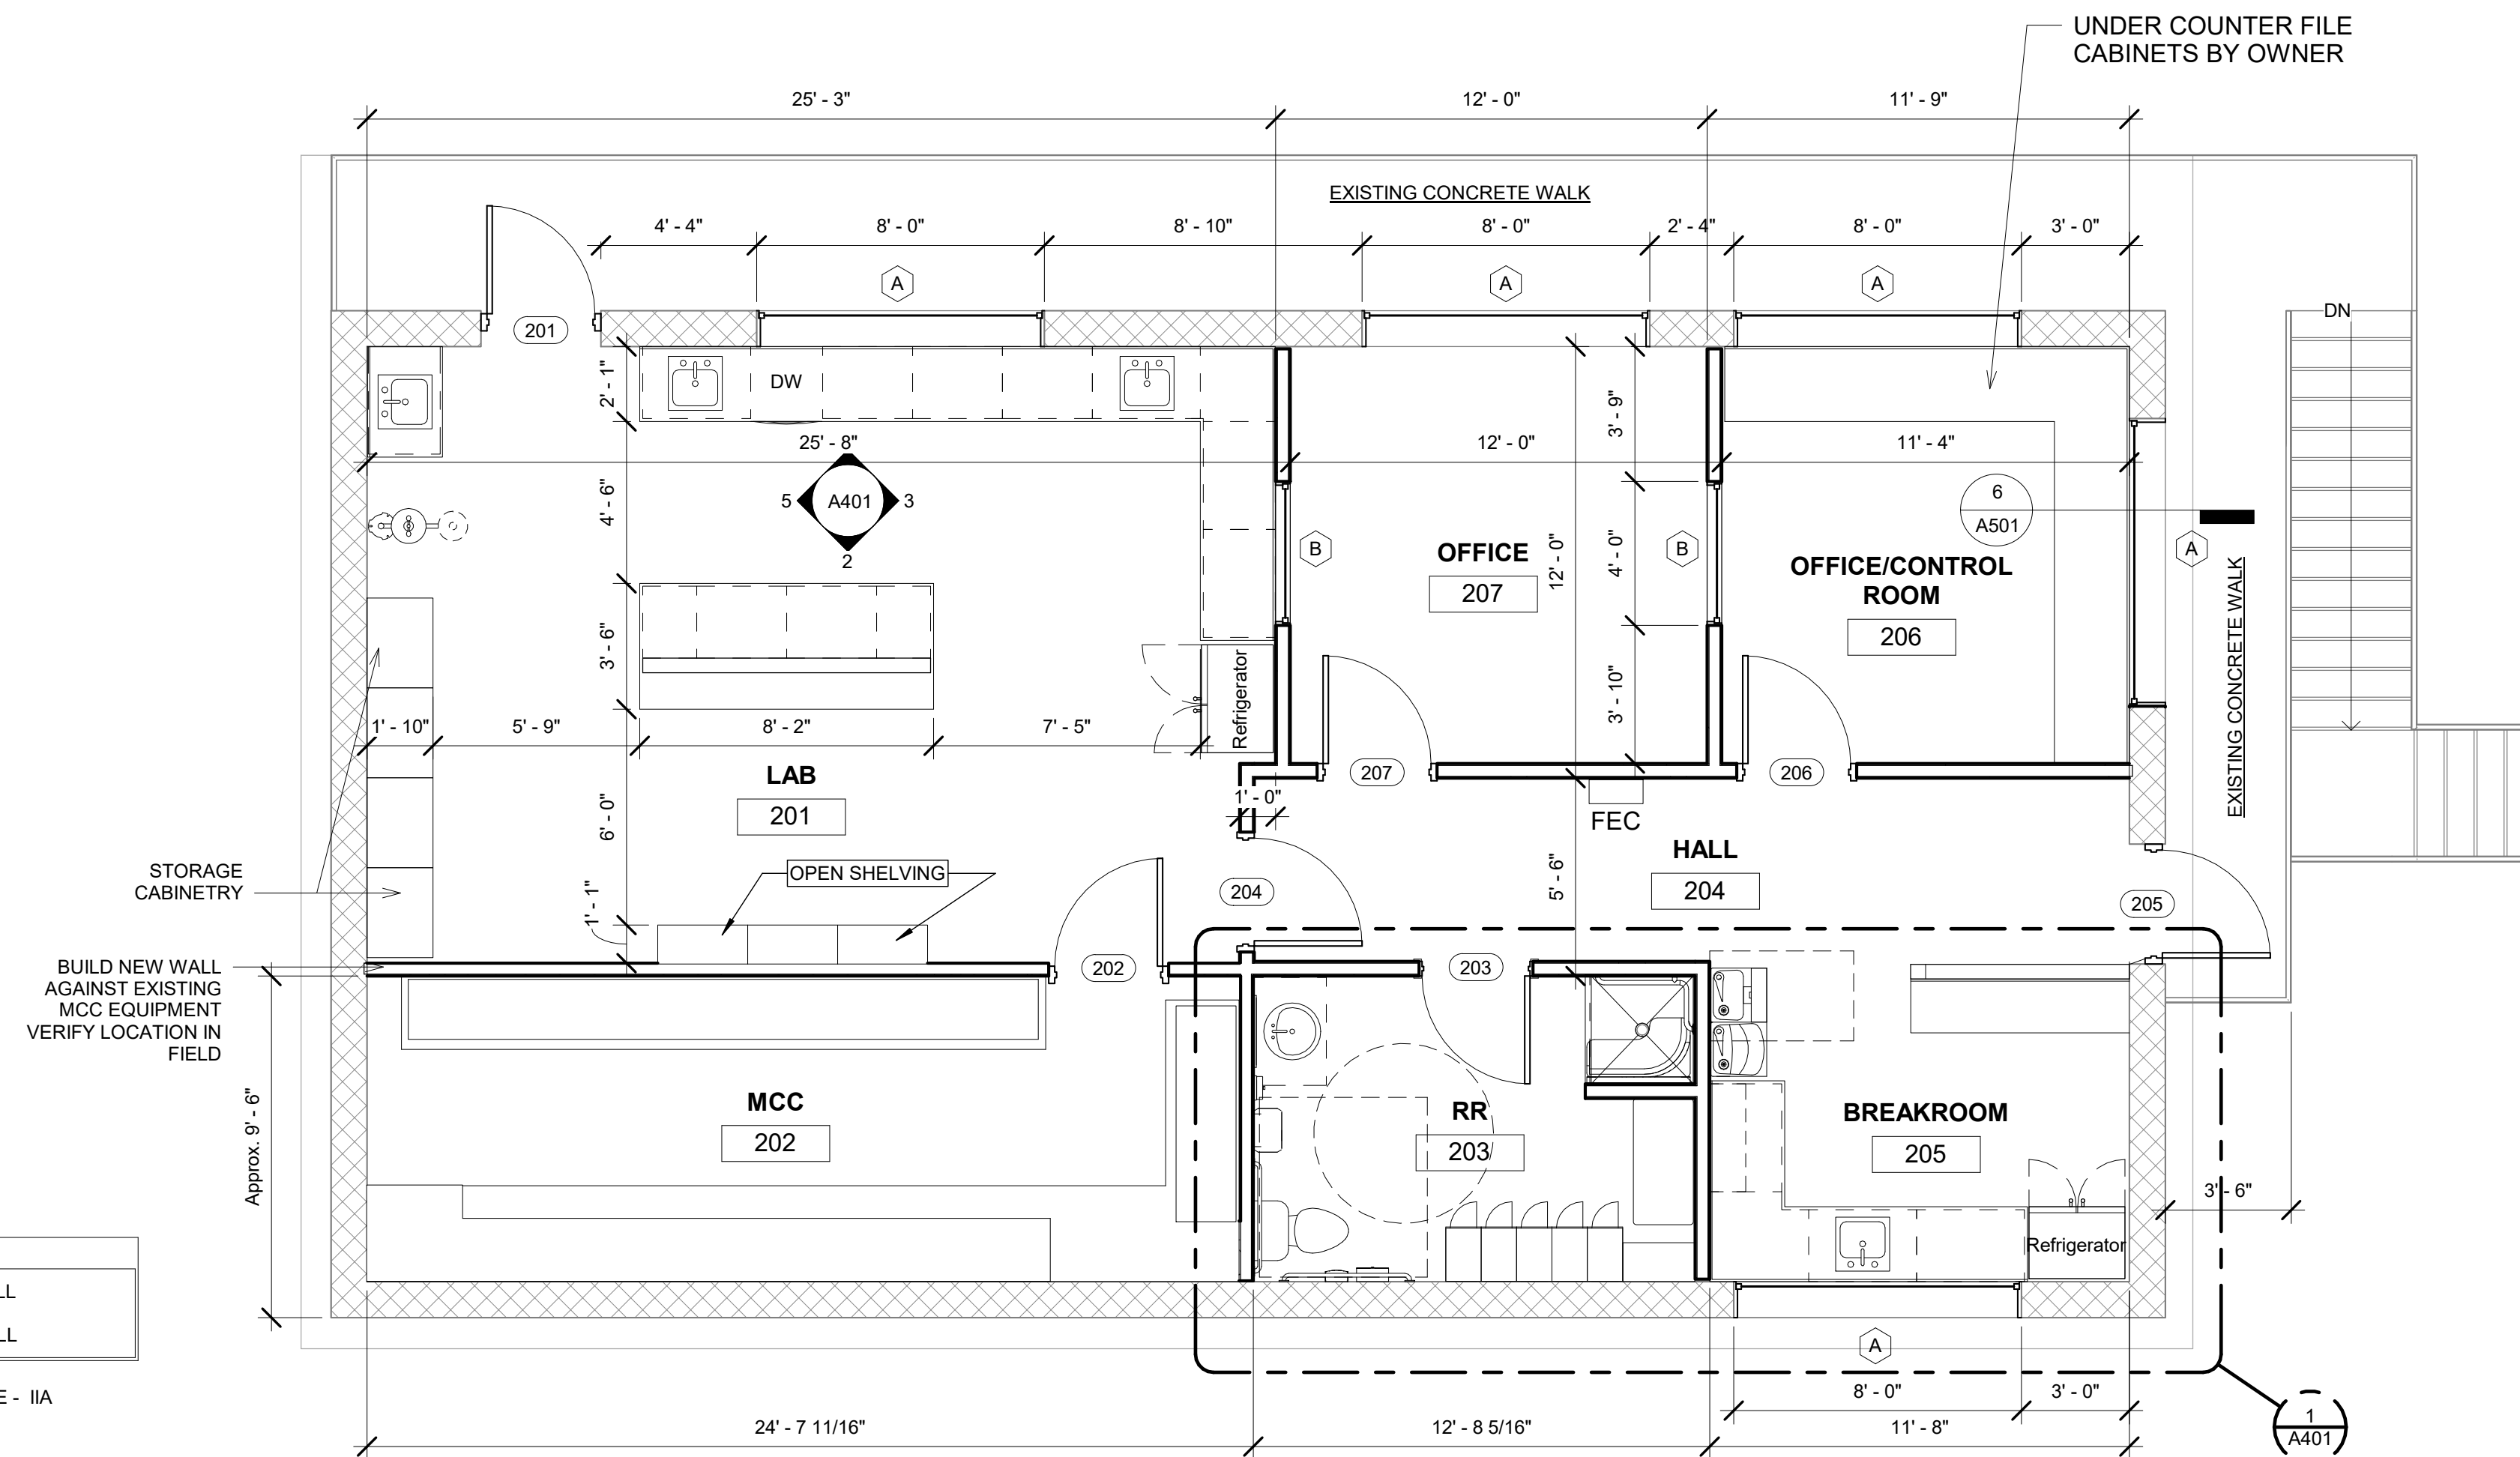 UNDER COUNTER FILE
CABINETS BY OWNER
25' - 3"
12' - 0"
11' - 9"
EXISTING CONCRETE WALK
4' - 4"
8' - 0"
8' - 10"
8' - 0"
2' - 4"
8' - 0"
3' - 0"
A
A
A
201
DN
2' - 1"
DW
3' - 9"
25' - 8"
12' - 0"
11' - 4"
4' - 6"
5
A401
3
2
6
A501
B
OFFICE
207
12' - 0"
4' - 0"
B
OFFICE/CONTROL
ROOM
206
A
EXISTING CONCRETE WALK
3' - 6"
Refrigerator
3' - 10"
1' - 10"
5' - 9"
8' - 2"
7' - 5"
LAB
201
207
206
1' - 0"
6' - 0"
FEC
HALL
204
STORAGE
CABINETRY
OPEN SHELVING
1' - 1"
204
5' - 6"
205
BUILD NEW WALL
AGAINST EXISTING
MCC EQUIPMENT
VERIFY LOCATION IN
FIELD
202
203
Approx. 9' - 6"
MCC
202
RR
203
BREAKROOM
205
3' - 6"
Refrigerator
LL
LL
E - IIA
A
8' - 0"
3' - 0"
24' - 7 11/16"
12' - 8 5/16"
11' - 8"
1
A401